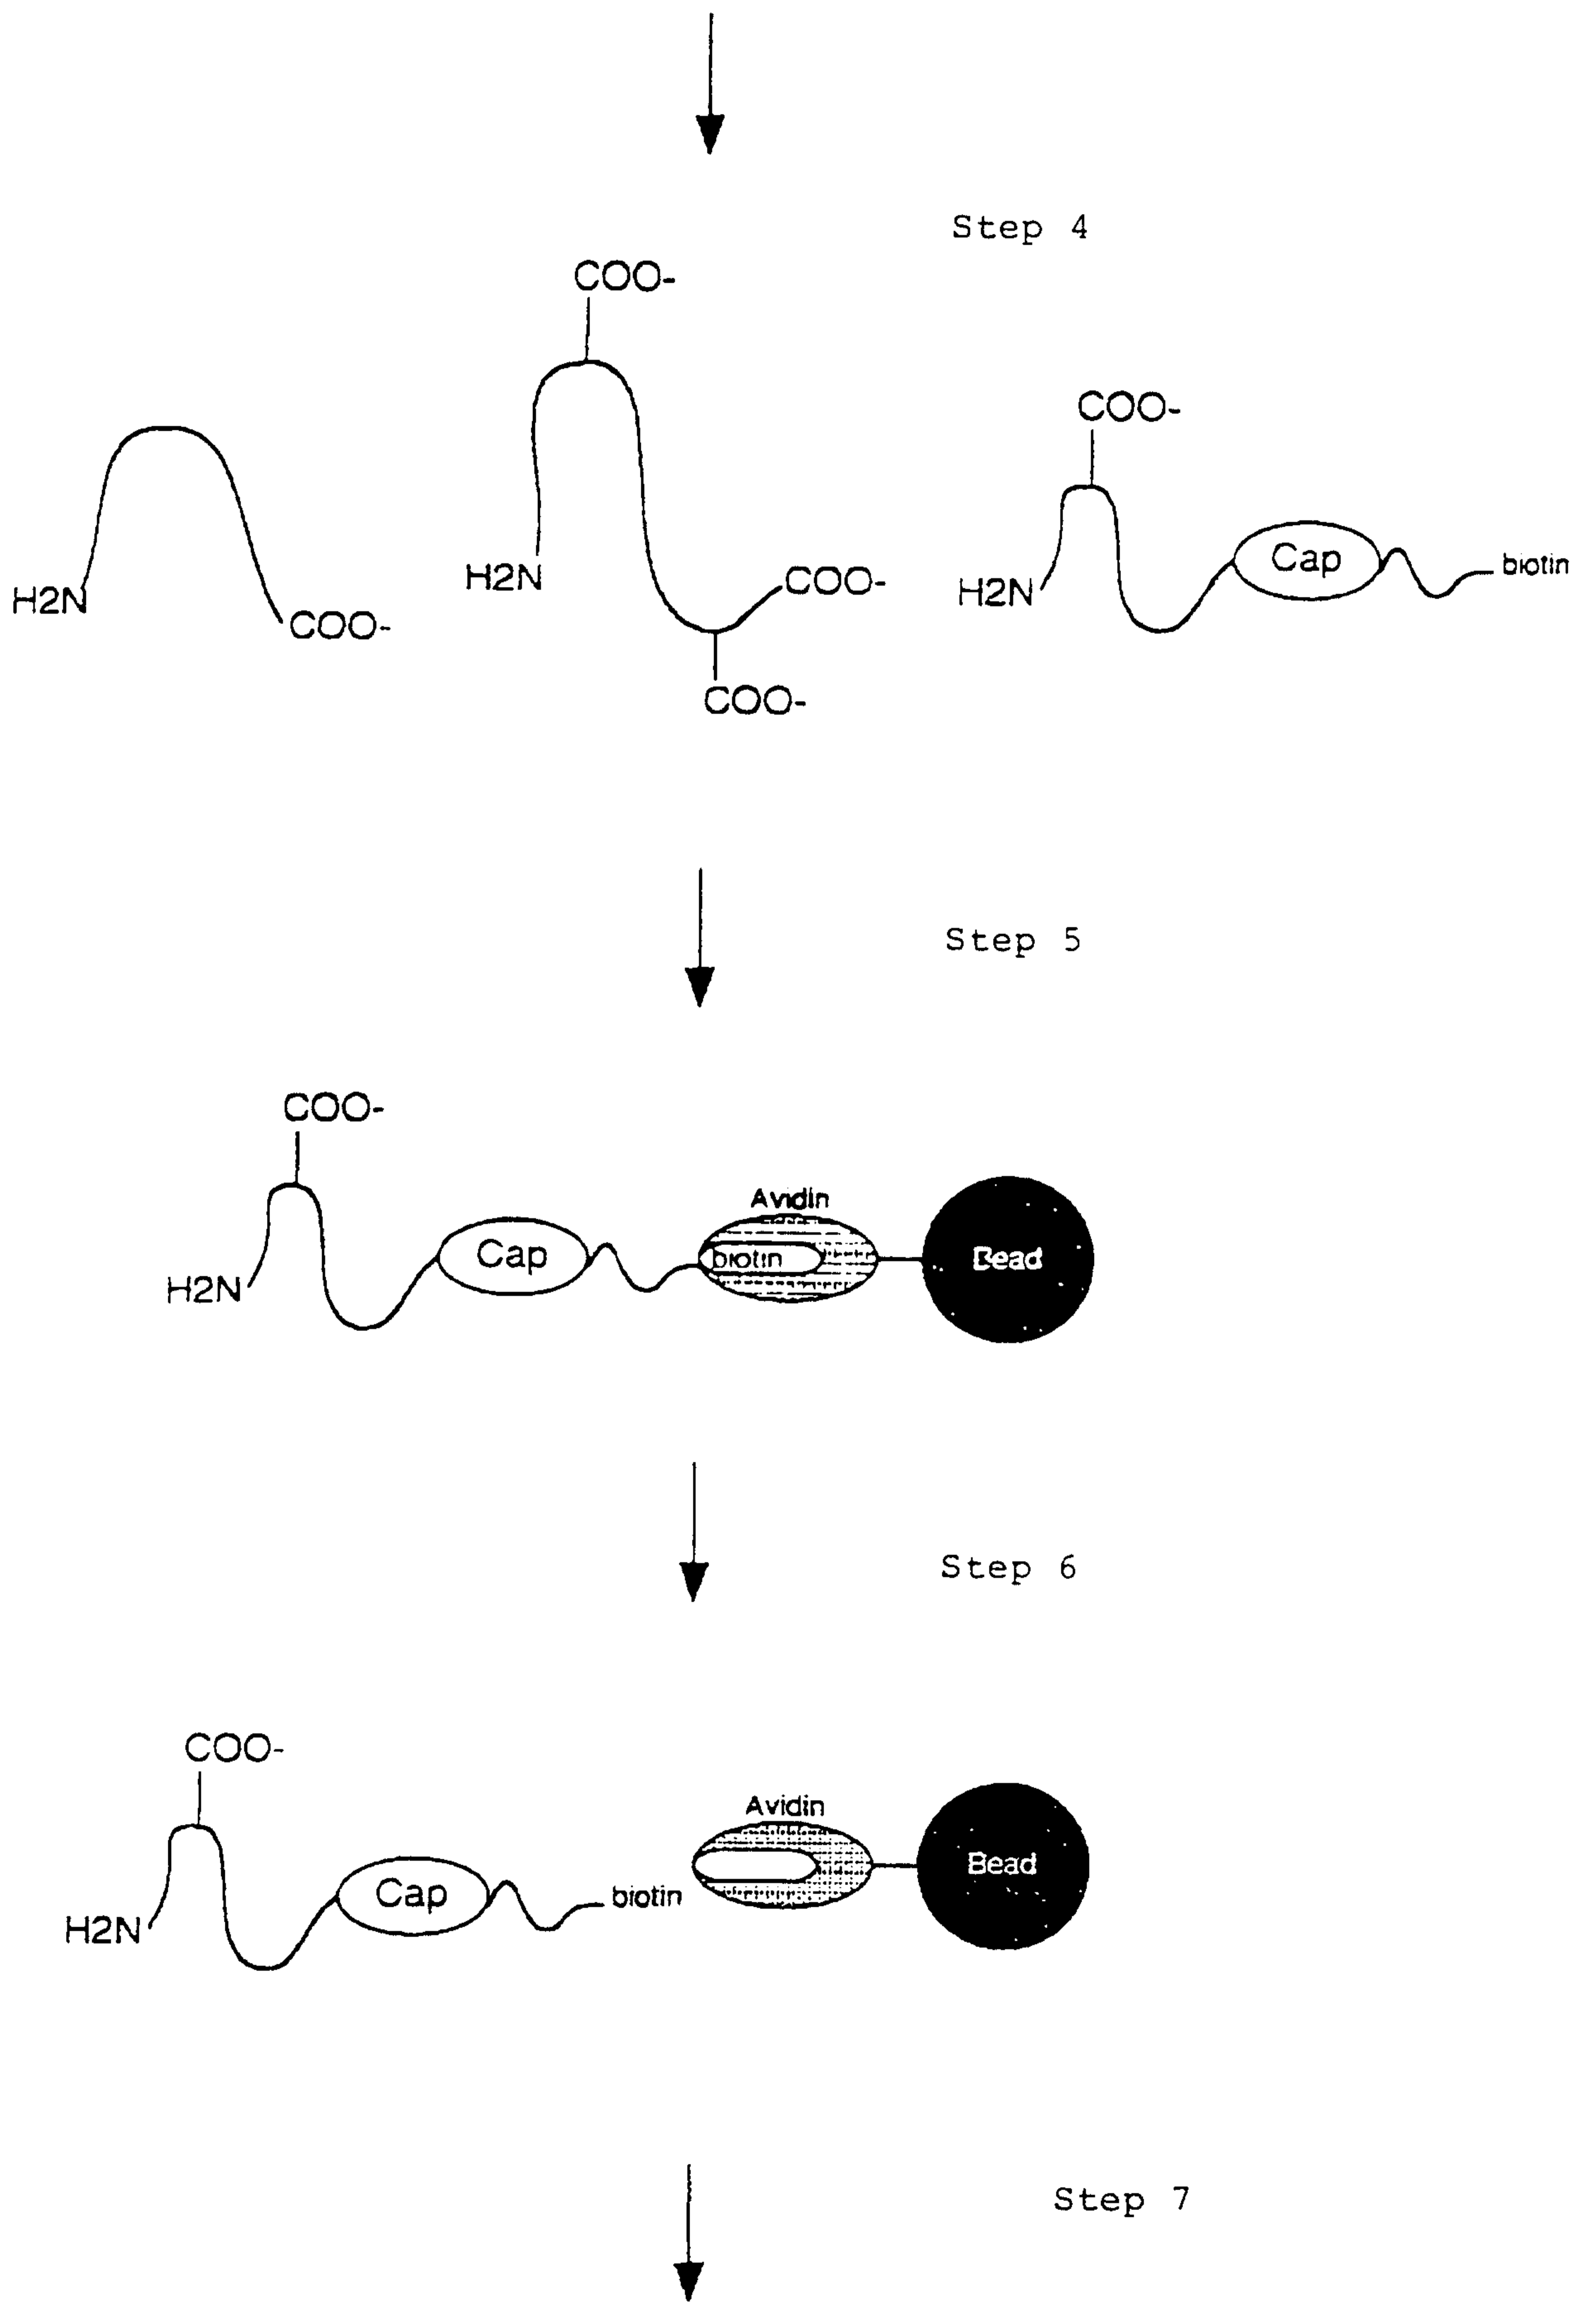 Step 4
COO-
COO-
H2N
COO-
H2N
COO-
COO-
H2N
Cap
biotin
Step 5
COO-
H2N
Cap
Avidin
biotin
Bead
Step 6
COO-
H2N
Cap
biotin
Avidin
Bead
Step 7